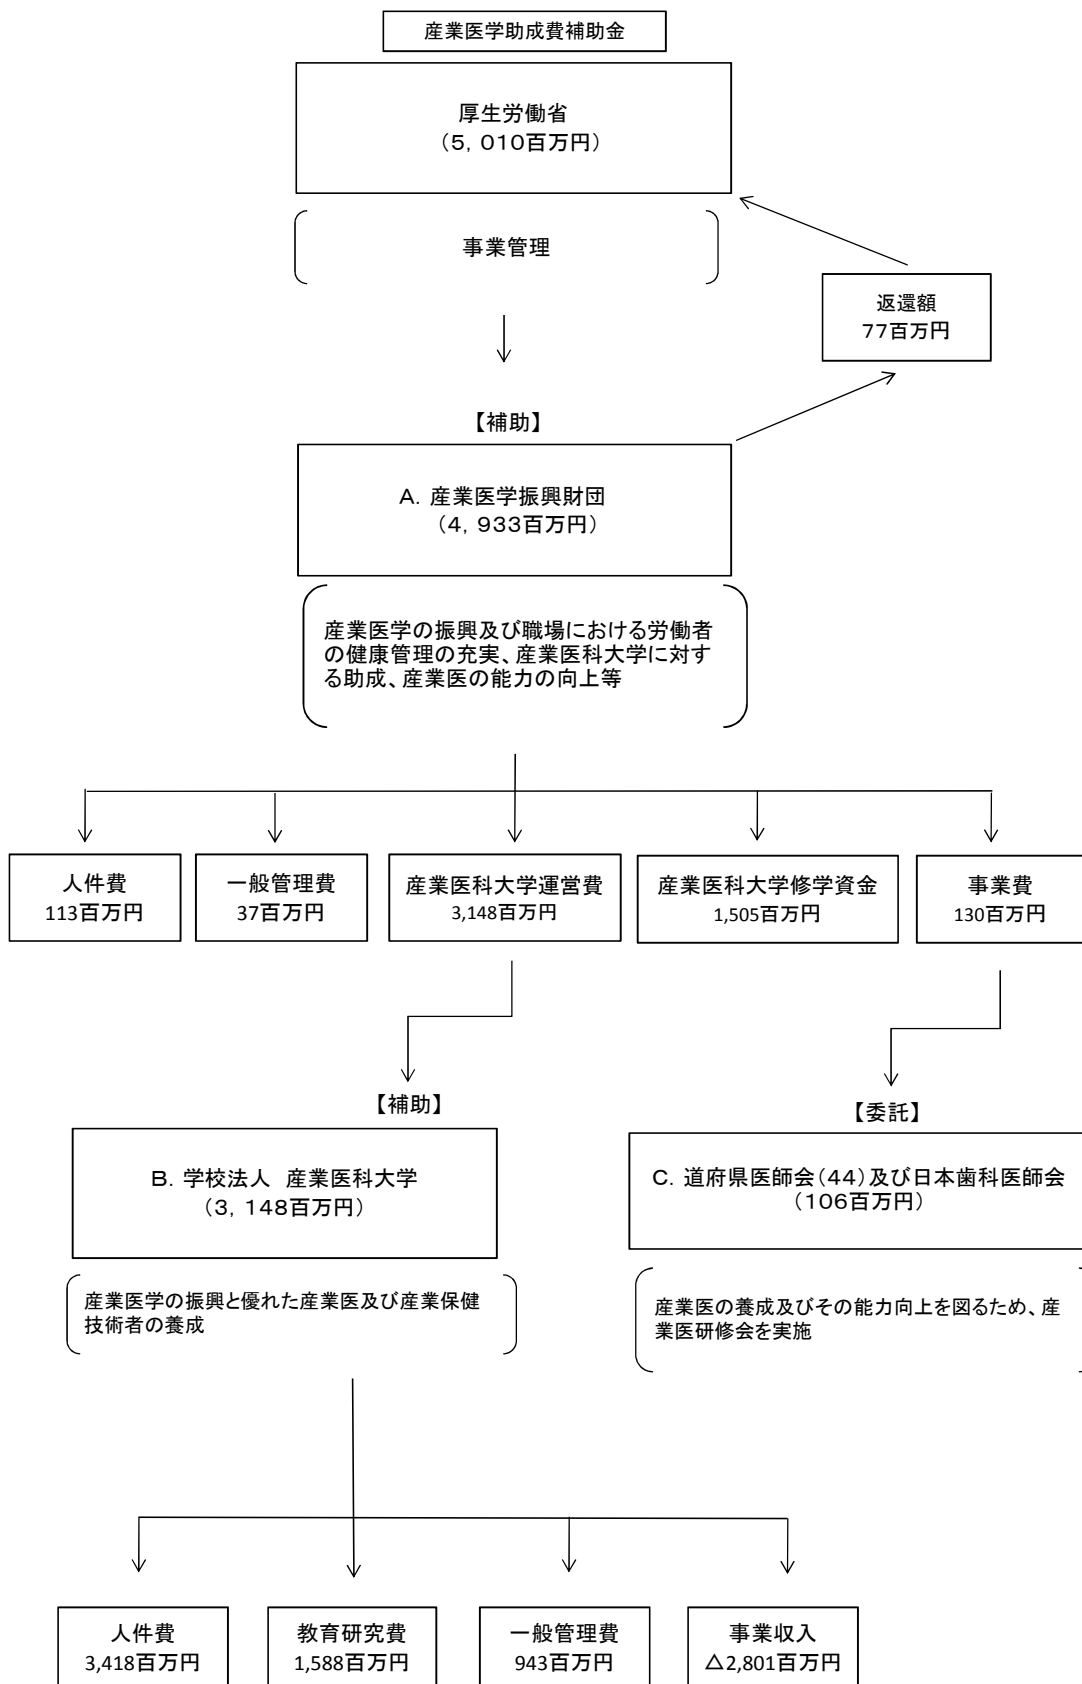 産業医学助成費補助金
厚生労働省
（5，010百万円）
事業管理
返還額
77百万円
【補助】
A．産業医学振興財団
（4，933百万円）
産業医学の振興及び職場における労働者
の健康管理の充実、産業医科大学に対す
る助成、産業医の能力の向上等
人件費
113百万円
一般管理費
37百万円
産業医科大学運営費
3,148百万円
産業医科大学修学資金
1,505百万円
事業費
130百万円
【補助】
B．学校法人　産業医科大学
（3，148百万円）
【委託】
C．道府県医師会（44）及び日本歯科医師会
（106百万円）
産業医学の振興と優れた産業医及び産業保健
技術者の養成
産業医の養成及びその能力向上を図るため、産
業医研修会を実施
人件費
3,418百万円
教育研究費
1,588百万円
一般管理費
943百万円
事業収入
△2,801百万円